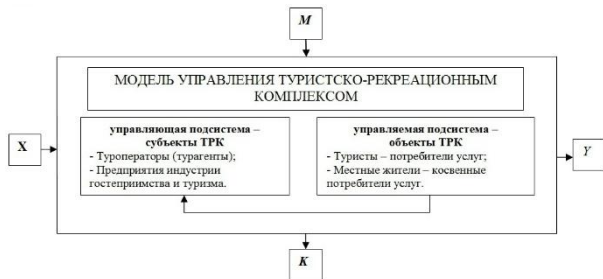 M
МОДЕЛЬ УПРАВЛЕНИЯ ТУРИСТСКО-РЕКРЕАЦИОННЫМ
КОМПЛЕКСОМ
X
управляющая подсистема –
субъекты ТРК
- Туроператоры (турагенты);
- Предприятия индустрии
гостеприимства и туризма.
управляемая подсистема –
объекты ТРК
- Туристы – потребители услуг;
- Местные жители – косвенные
потребители услуг.
Y
K